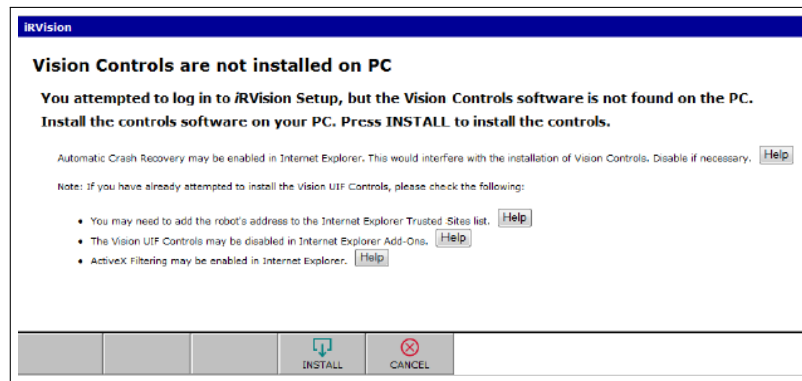 iRVision
Vision Controls are not installed on PC
You attempted to log in to iRVision Setup, but the Vision Controls software is not found on the PC.
Install the controls software on your PC. Press INSTALL to install the controls.
Automatic Crash Recovery may be enabled in Internet Explorer. This would interfere with the installation of Vision Controls. Disable if necessary. Help
Note: If you have already attempted to install the Vision UIF Controls, please check the following:
• You may need to add the robot's address to the Internet Explorer Trusted Sites list. Help
• The Vision UIF Controls may be disabled in Internet Explorer Add-Ons. Help
• ActiveX Filtering may be enabled in Internet Explorer. Help
INSTALL CANCEL